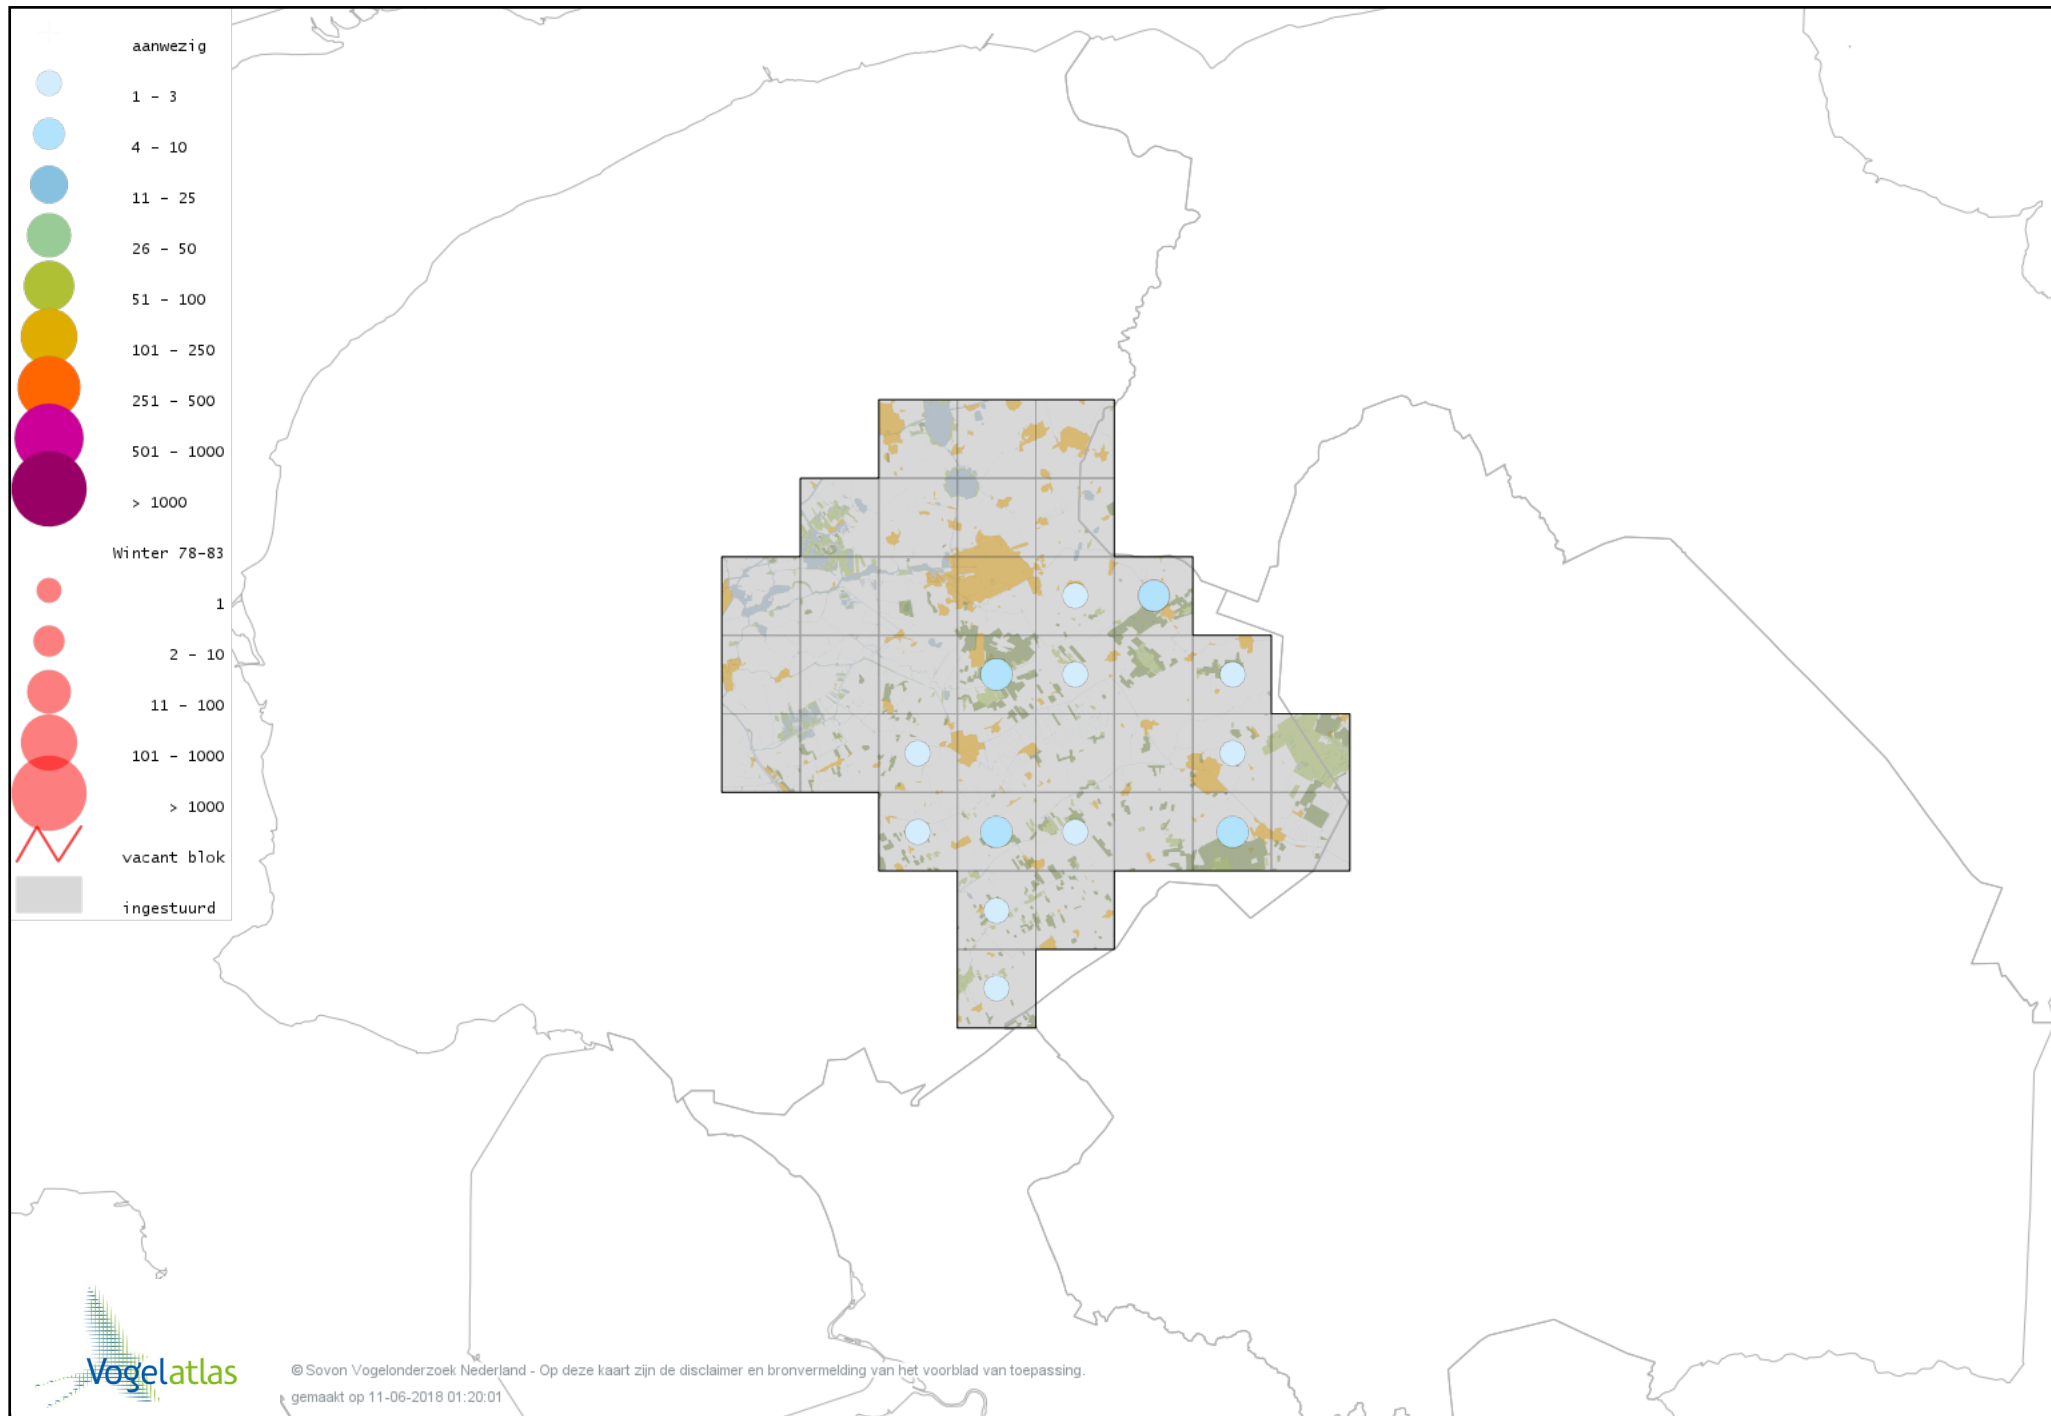 aanwezig
1 - 3
4 - 10
11 - 25
26 - 50
51 - 100
101 - 250
251 - 500
501 - 1000
> 1000
Winter 78-83
1
2 - 10
11 - 100
101 - 1000
> 1000
vacant blok
ingestuurd
Vogelatlas
© Sovon Vogelonderzoek Nederland - Op deze kaart zijn de disclaimer en bronvermelding van het voorblad van toepassing.
gemaakt op 11-06-2018 01:20:01